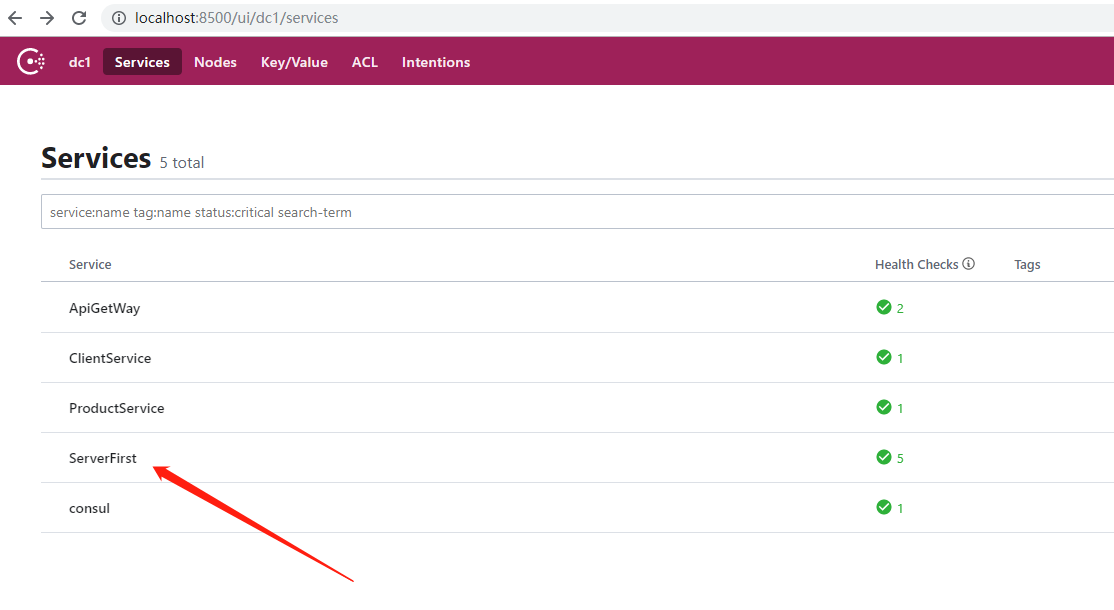 localhost:8500/ui/dc1/services
dc1 Services Nodes Key/Value ACL Intentions
Services 5 total
service:name tag:name status:critical search-term
Service Health Checks Tags
ApiGetWay 2
ClientService 1
ProductService 1
ServerFirst 5
consul 1